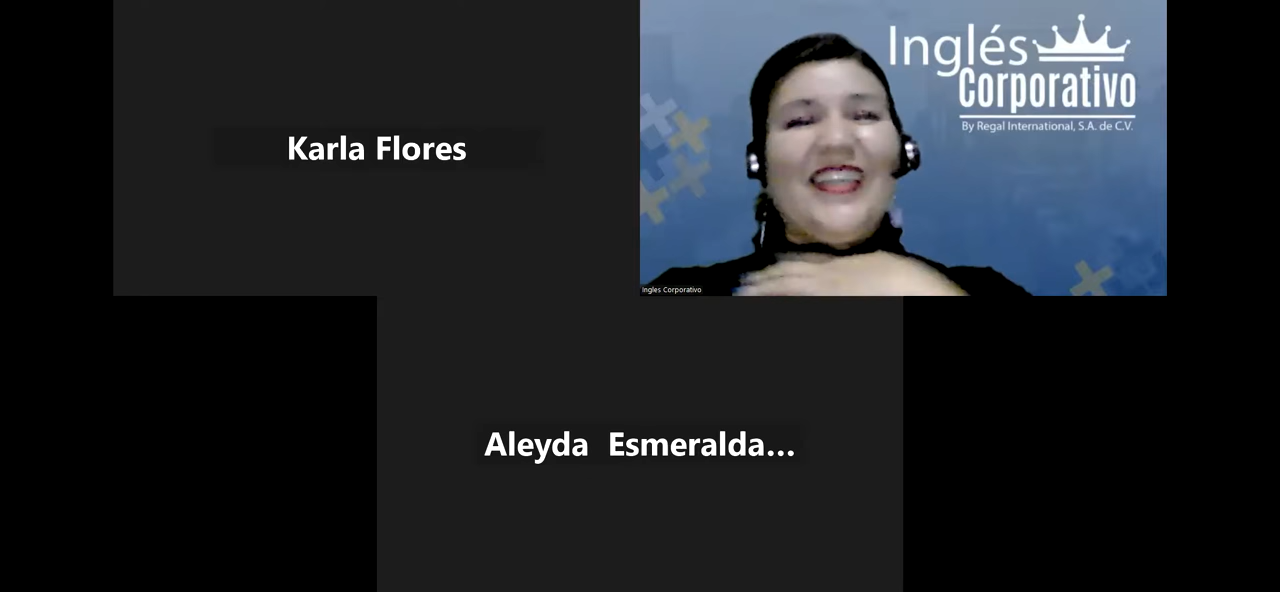 Karla Flores
Inglés
Corporativo
By Regal International, S.A. de C.V.
Ingles Corporativo
Aleyda Esmeralda...